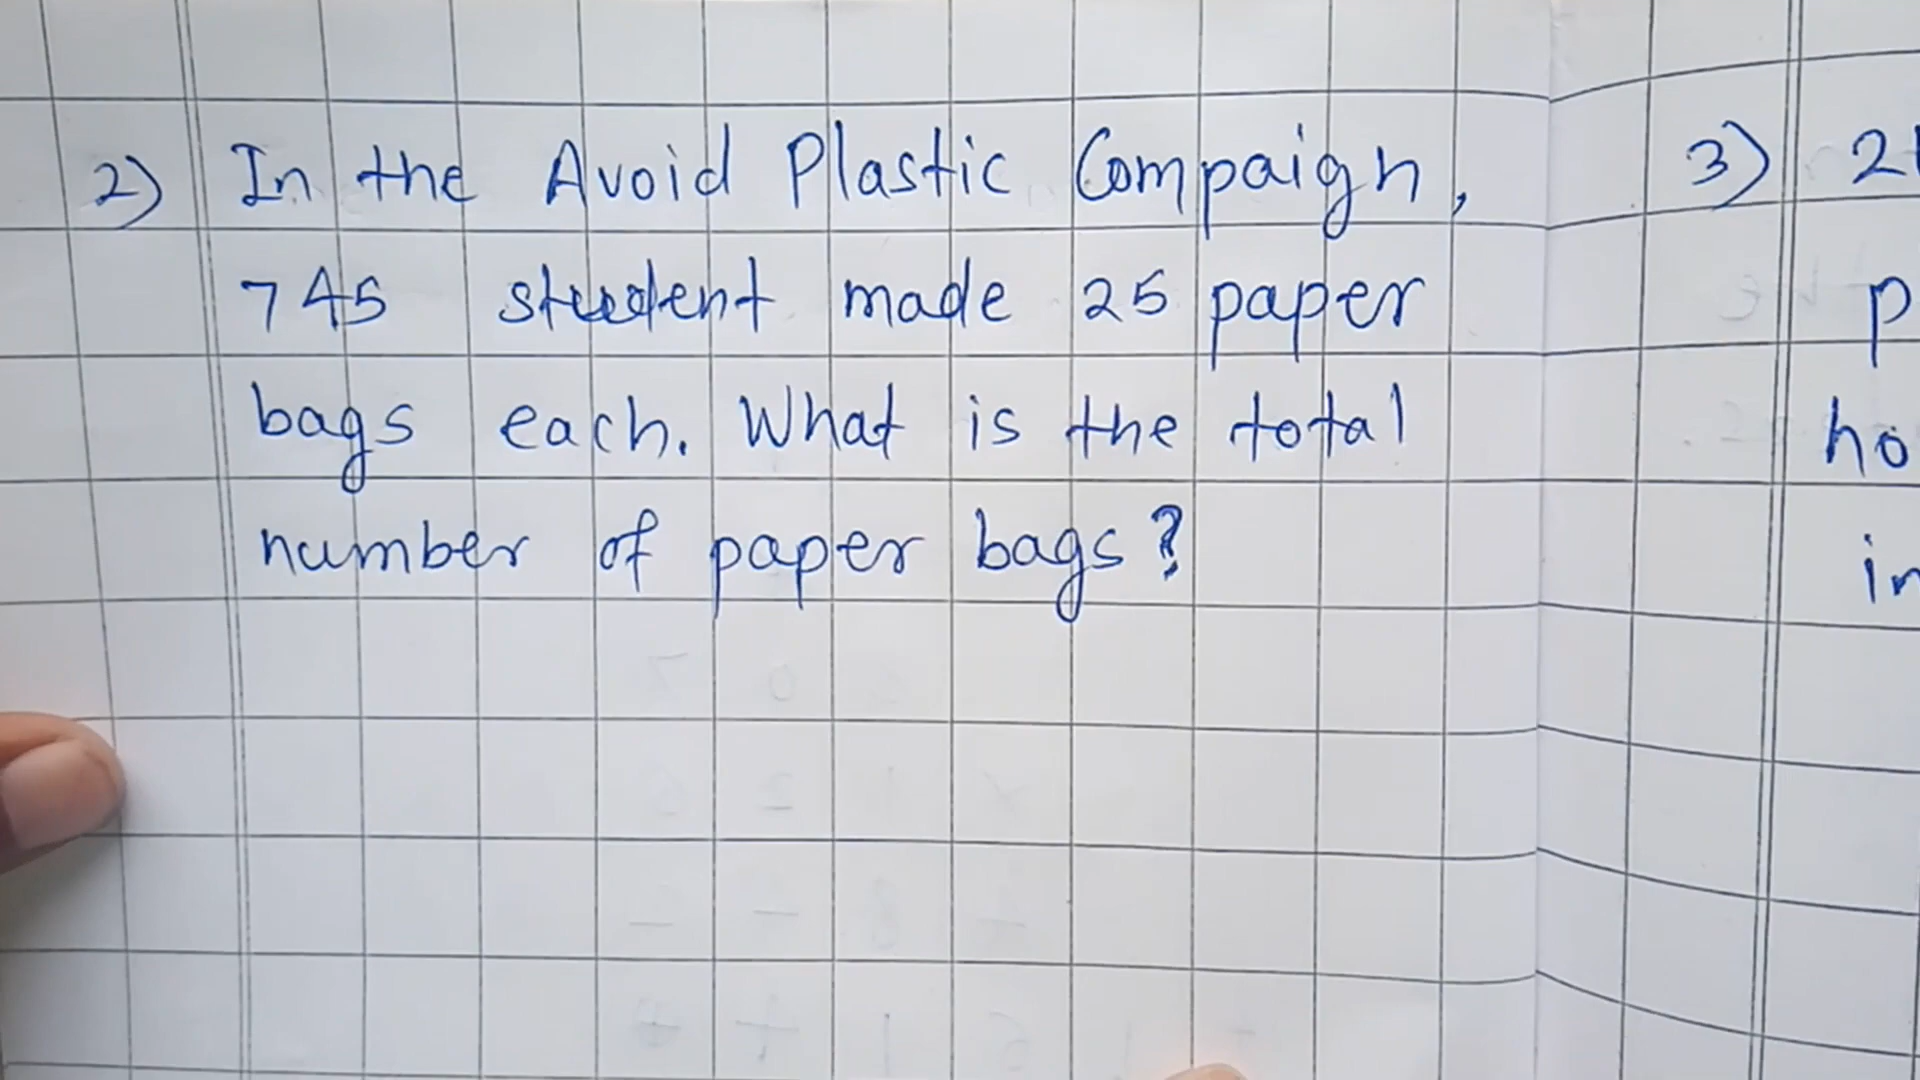 2) In the Avoid Plastic Compaign,
745 student made 25 paper
bags each. What is the total
number of paper bags?
3) 2
p
ho
in